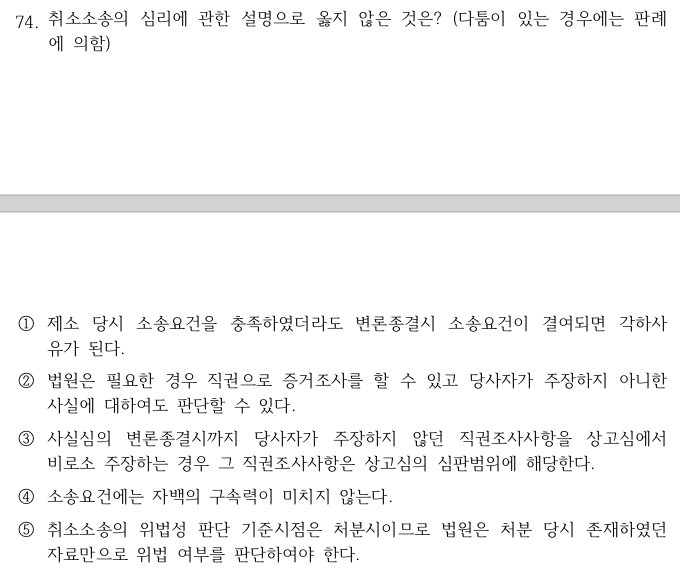 74. 취소소송의 심리에 관한 설명으로 옳지 않은 것은? (다툼이 있는 경우에는 판례
에 의함)
① 제소 당시 소송요건을 충족하였더라도 변론종결시 소송요건이 결여되면 각하사
유가 된다.
② 법원은 필요한 경우 직권으로 증거조사를 할 수 있고 당사자가 주장하지 아니한
사실에 대하여도 판단할 수 있다.
③ 사실심의 변론종결시까지 당사자가 주장하지 않던 직권조사사항을 상고심에서
비로소 주장하는 경우 그 직권조사사항은 상고심의 심판범위에 해당한다.
④ 소송요건에는 자백의 구속력이 미치지 않는다.
⑤ 취소소송의 위법성 판단 기준시점은 처분시이므로 법원은 처분 당시 존재하였던
자료만으로 위법 여부를 판단하여야 한다.